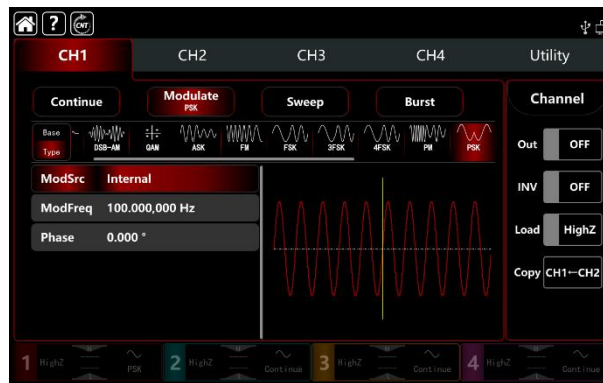 ? CNT
CH1 CH2 CH3 CH4 Utility
Continue Modulate PSK Sweep Burst Channel
Base Type DSB-AM QAM ASK FM FSK 3FSK 4FSK PM PSK
Out OFF
ModSrc Internal
INV OFF
ModFreq 100.000,000 Hz
Load HighZ
Phase 0.000 °
Copy CH1←CH2
1 HighZ PSK 2 HighZ Continue 3 HighZ Continue 4 HighZ Continue